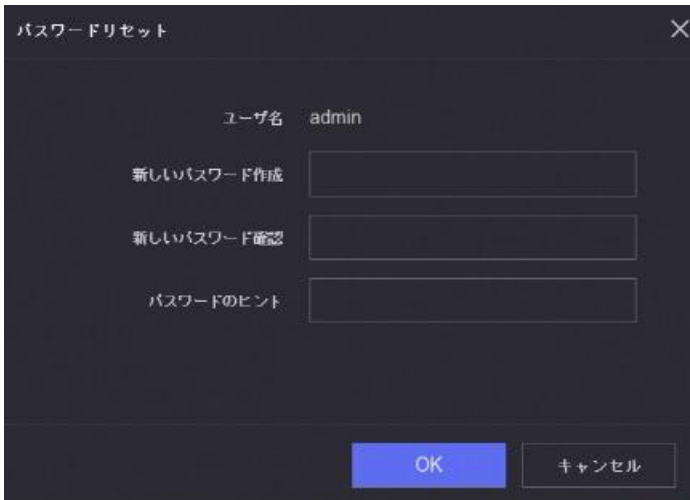 パスワードリセット
ユーザ名 admin
新しいパスワード作成
新しいパスワード確認
パスワードのヒント
OK キャンセル